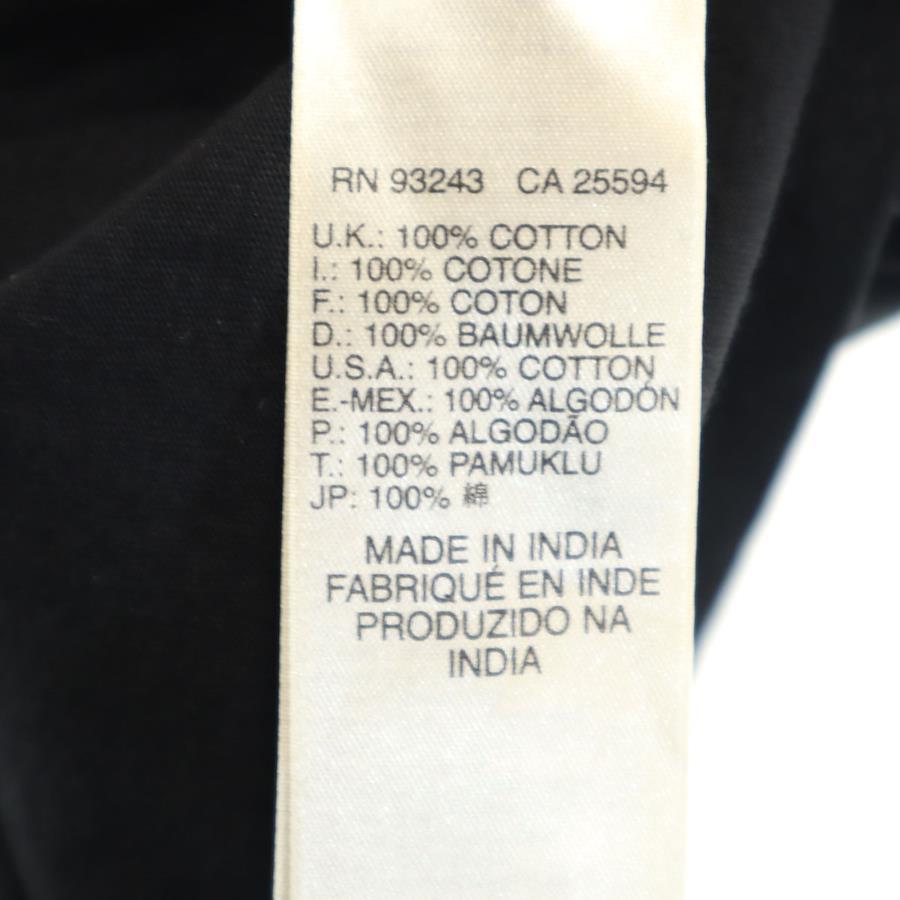 RN 93243 CA 25594
U.K.: 100% COTTON
I.: 100% COTONE
F.: 100% COTON
D.: 100% BAUMWOLLE
U.S.A.: 100% COTTON
E.-MEX.: 100% ALGODÓN
P.: 100% ALGODÃO
T.: 100% PAMUKLU
JP: 100% 綿
MADE IN INDIA
FABRIQUÉ EN INDE
PRODUZIDO NA
INDIA